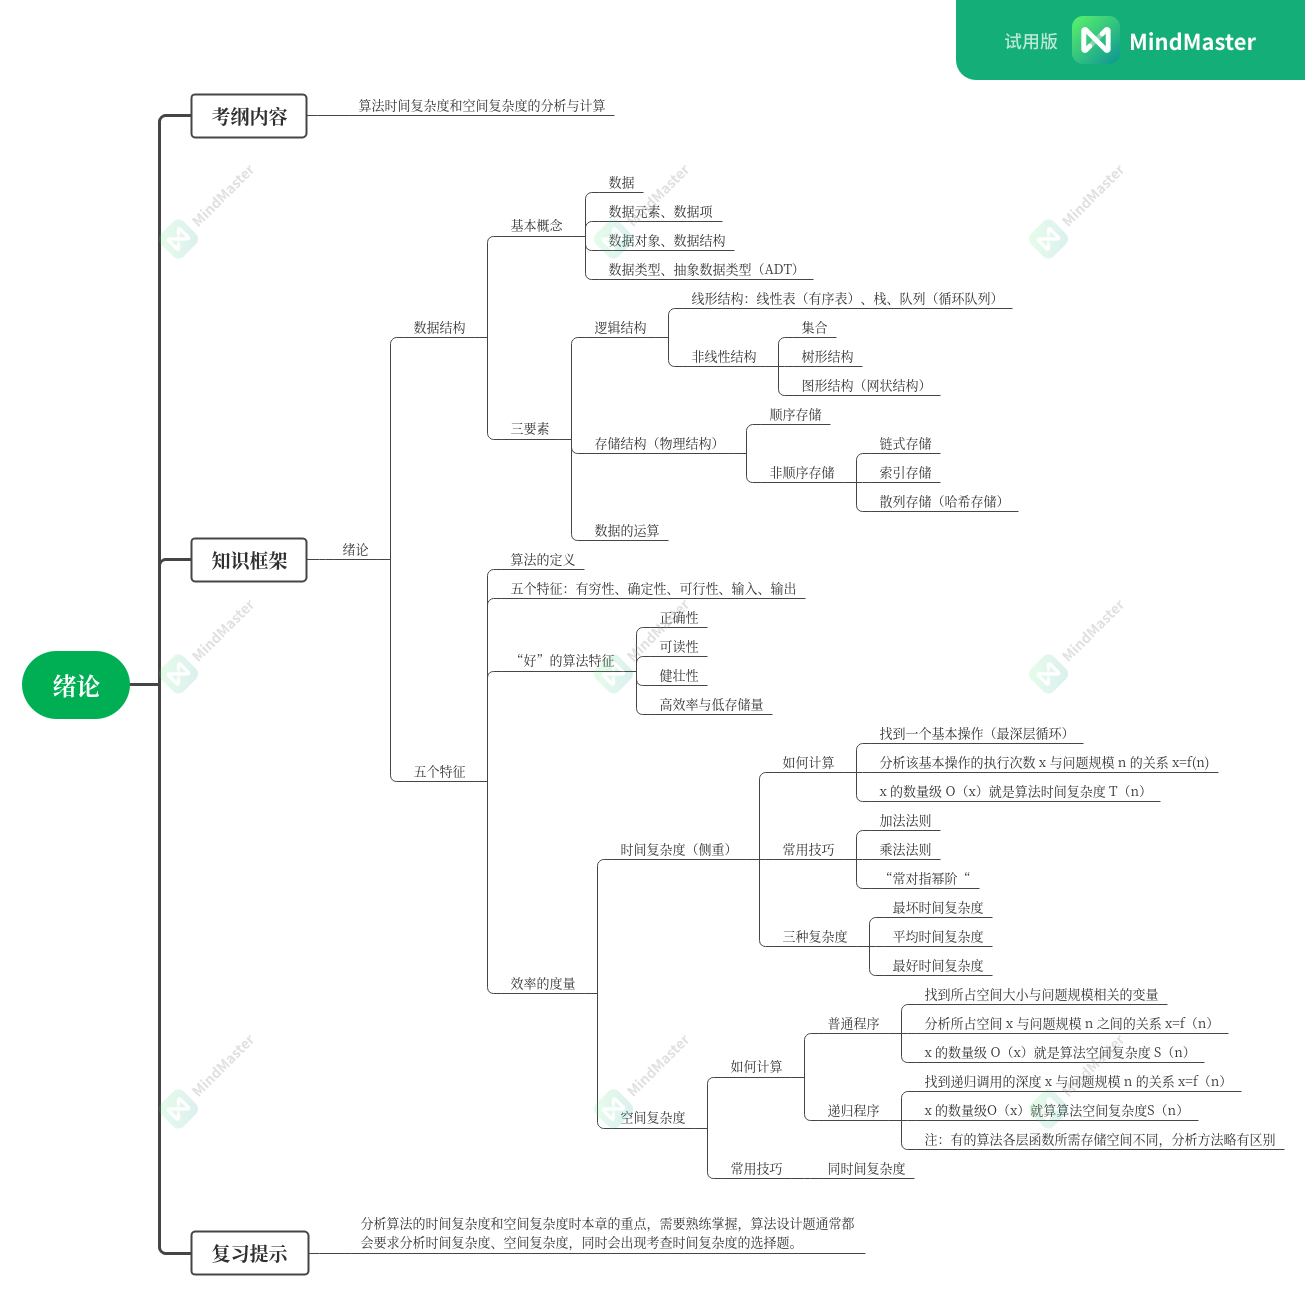 试用版 MindMaster
考纲内容
算法时间复杂度和空间复杂度的分析与计算
数据
数据元素、数据项
基本概念
数据对象、数据结构
数据类型、抽象数据类型（ADT）
线形结构：线性表（有序表）、栈、队列（循环队列）
数据结构
逻辑结构
集合
非线性结构
树形结构
图形结构（网状结构）
顺序存储
三要素
存储结构（物理结构）
链式存储
非顺序存储
索引存储
散列存储（哈希存储）
数据的运算
知识框架
绪论
算法的定义
五个特征：有穷性、确定性、可行性、输入、输出
正确性
可读性
“好”的算法特征
健壮性
高效率与低存储量
绪论
找到一个基本操作（最深层循环）
如何计算
分析该基本操作的执行次数 x 与问题规模 n 的关系 x=f(n)
五个特征
x 的数量级 O（x）就是算法时间复杂度 T（n）
加法法则
时间复杂度（侧重）
常用技巧
乘法法则
“常对指幂阶“
最坏时间复杂度
三种复杂度
平均时间复杂度
最好时间复杂度
效率的度量
找到所占空间大小与问题规模相关的变量
普通程序
分析所占空间 x 与问题规模 n 之间的关系 x=f（n）
x 的数量级 O（x）就是算法空间复杂度 S（n）
如何计算
找到递归调用的深度 x 与问题规模 n 的关系 x=f（n）
递归程序
x 的数量级O（x）就算算法空间复杂度S（n）
空间复杂度
注：有的算法各层函数所需存储空间不同，分析方法略有区别
常用技巧
同时间复杂度
复习提示
分析算法的时间复杂度和空间复杂度时本章的重点，需要熟练掌握，算法设计题通常都
会要求分析时间复杂度、空间复杂度，同时会出现考查时间复杂度的选择题。
MindMaster
MindMaster
MindMaster
MindMaster
MindMaster
MindMaster
MindMaster
MindMaster
MindMaster